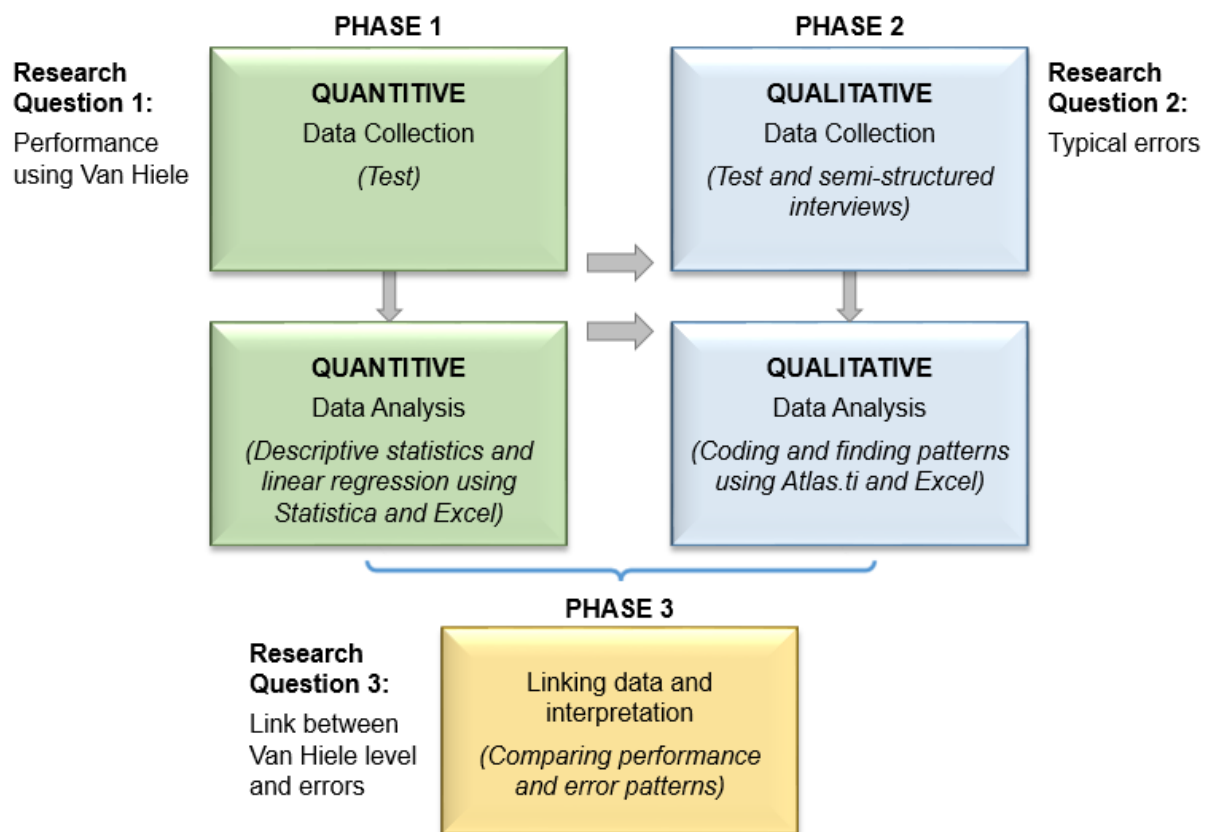 PHASE 1
PHASE 2
Research
Question 1:
Performance
using Van Hiele
QUANTITIVE
Data Collection
(Test)
QUALITATIVE
Data Collection
(Test and semi-structured
interviews)
Research
Question 2:
Typical errors
QUANTITIVE
Data Analysis
(Descriptive statistics and
linear regression using
Statistica and Excel)
QUALITATIVE
Data Analysis
(Coding and finding patterns
using Atlas.ti and Excel)
PHASE 3
Research
Question 3:
Link between
Van Hiele level
and errors
Linking data and
interpretation
(Comparing performance
and error patterns)